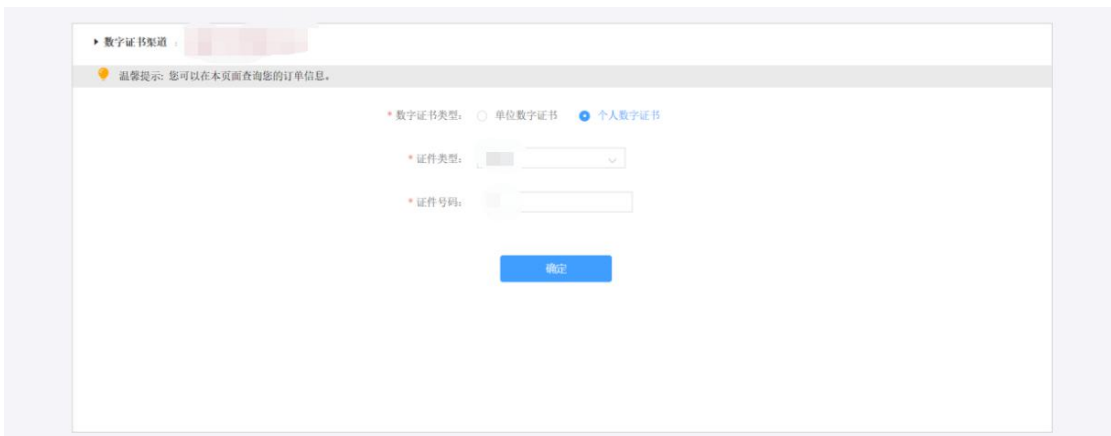 数字证书渠道：
温馨提示: 您可以在本页面查询您的订单信息。
* 数字证书类型: 单位数字证书 个人数字证书
* 证件类型:
* 证件号码:
确定